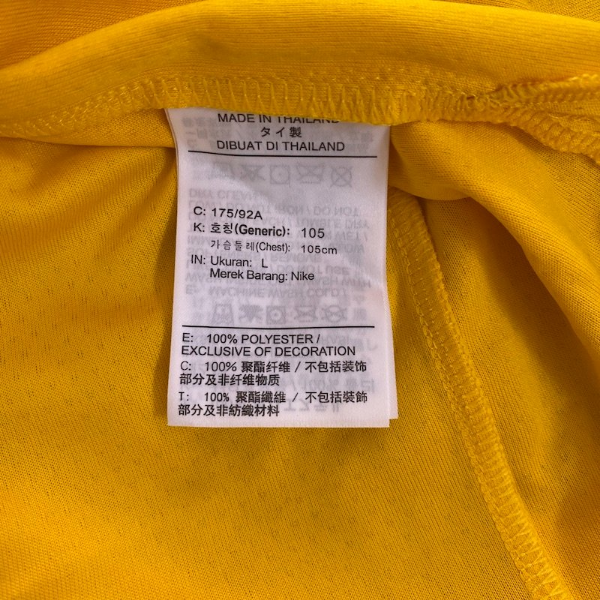 MADE IN THAILAND
タイ製
DIBUAT DI THAILAND
C: 175/92A
K: 호칭(Generic): 105
가슴둘레(Chest): 105cm
IN: Ukuran: L
Merek Barang: Nike
E: 100% POLYESTER /
EXCLUSIVE OF DECORATION
C: 100% 聚酯纤维 / 不包括装饰
部分及非纤维物质
T: 100% 聚酯纖維 / 不包括裝飾
部分及非紡織材料